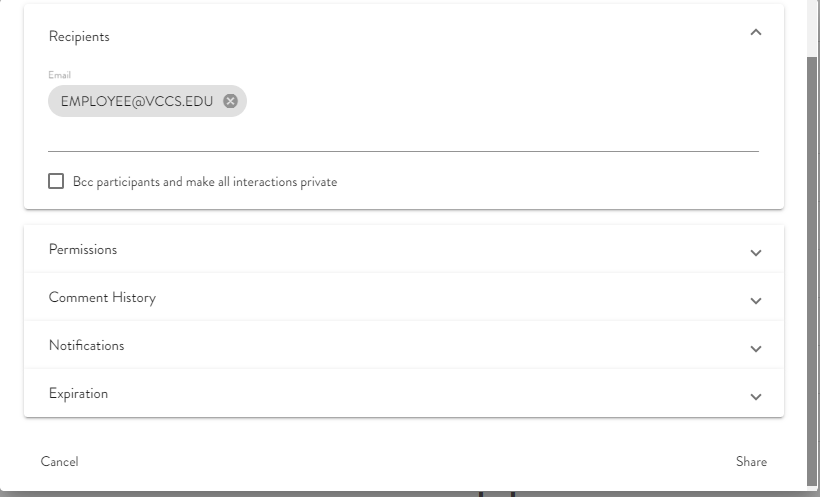 Recipients
Email
EMPLOYEE@VCCS.EDU
Bcc participants and make all interactions private
Permissions
Comment History
Notifications
Expiration
Cancel
Share